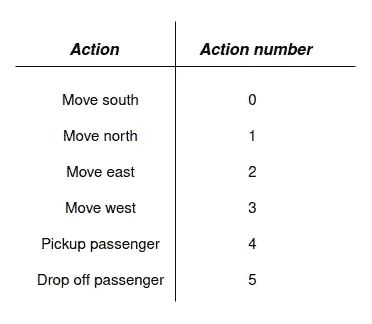 Action Action number
Move south 0
Move north 1
Move east 2
Move west 3
Pickup passenger 4
Drop off passenger 5